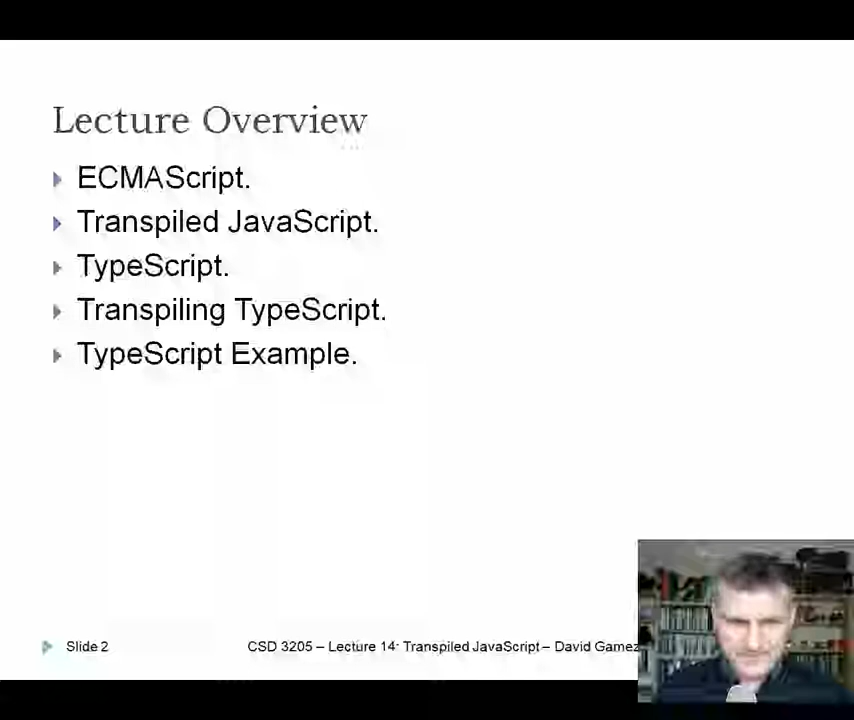 Lecture Overview
ECMAScript.
Transpiled JavaScript.
TypeScript.
Transpiling TypeScript.
TypeScript Example.
Slide 2
CSD 3205 – Lecture 14: Transpiled JavaScript – David Gamez